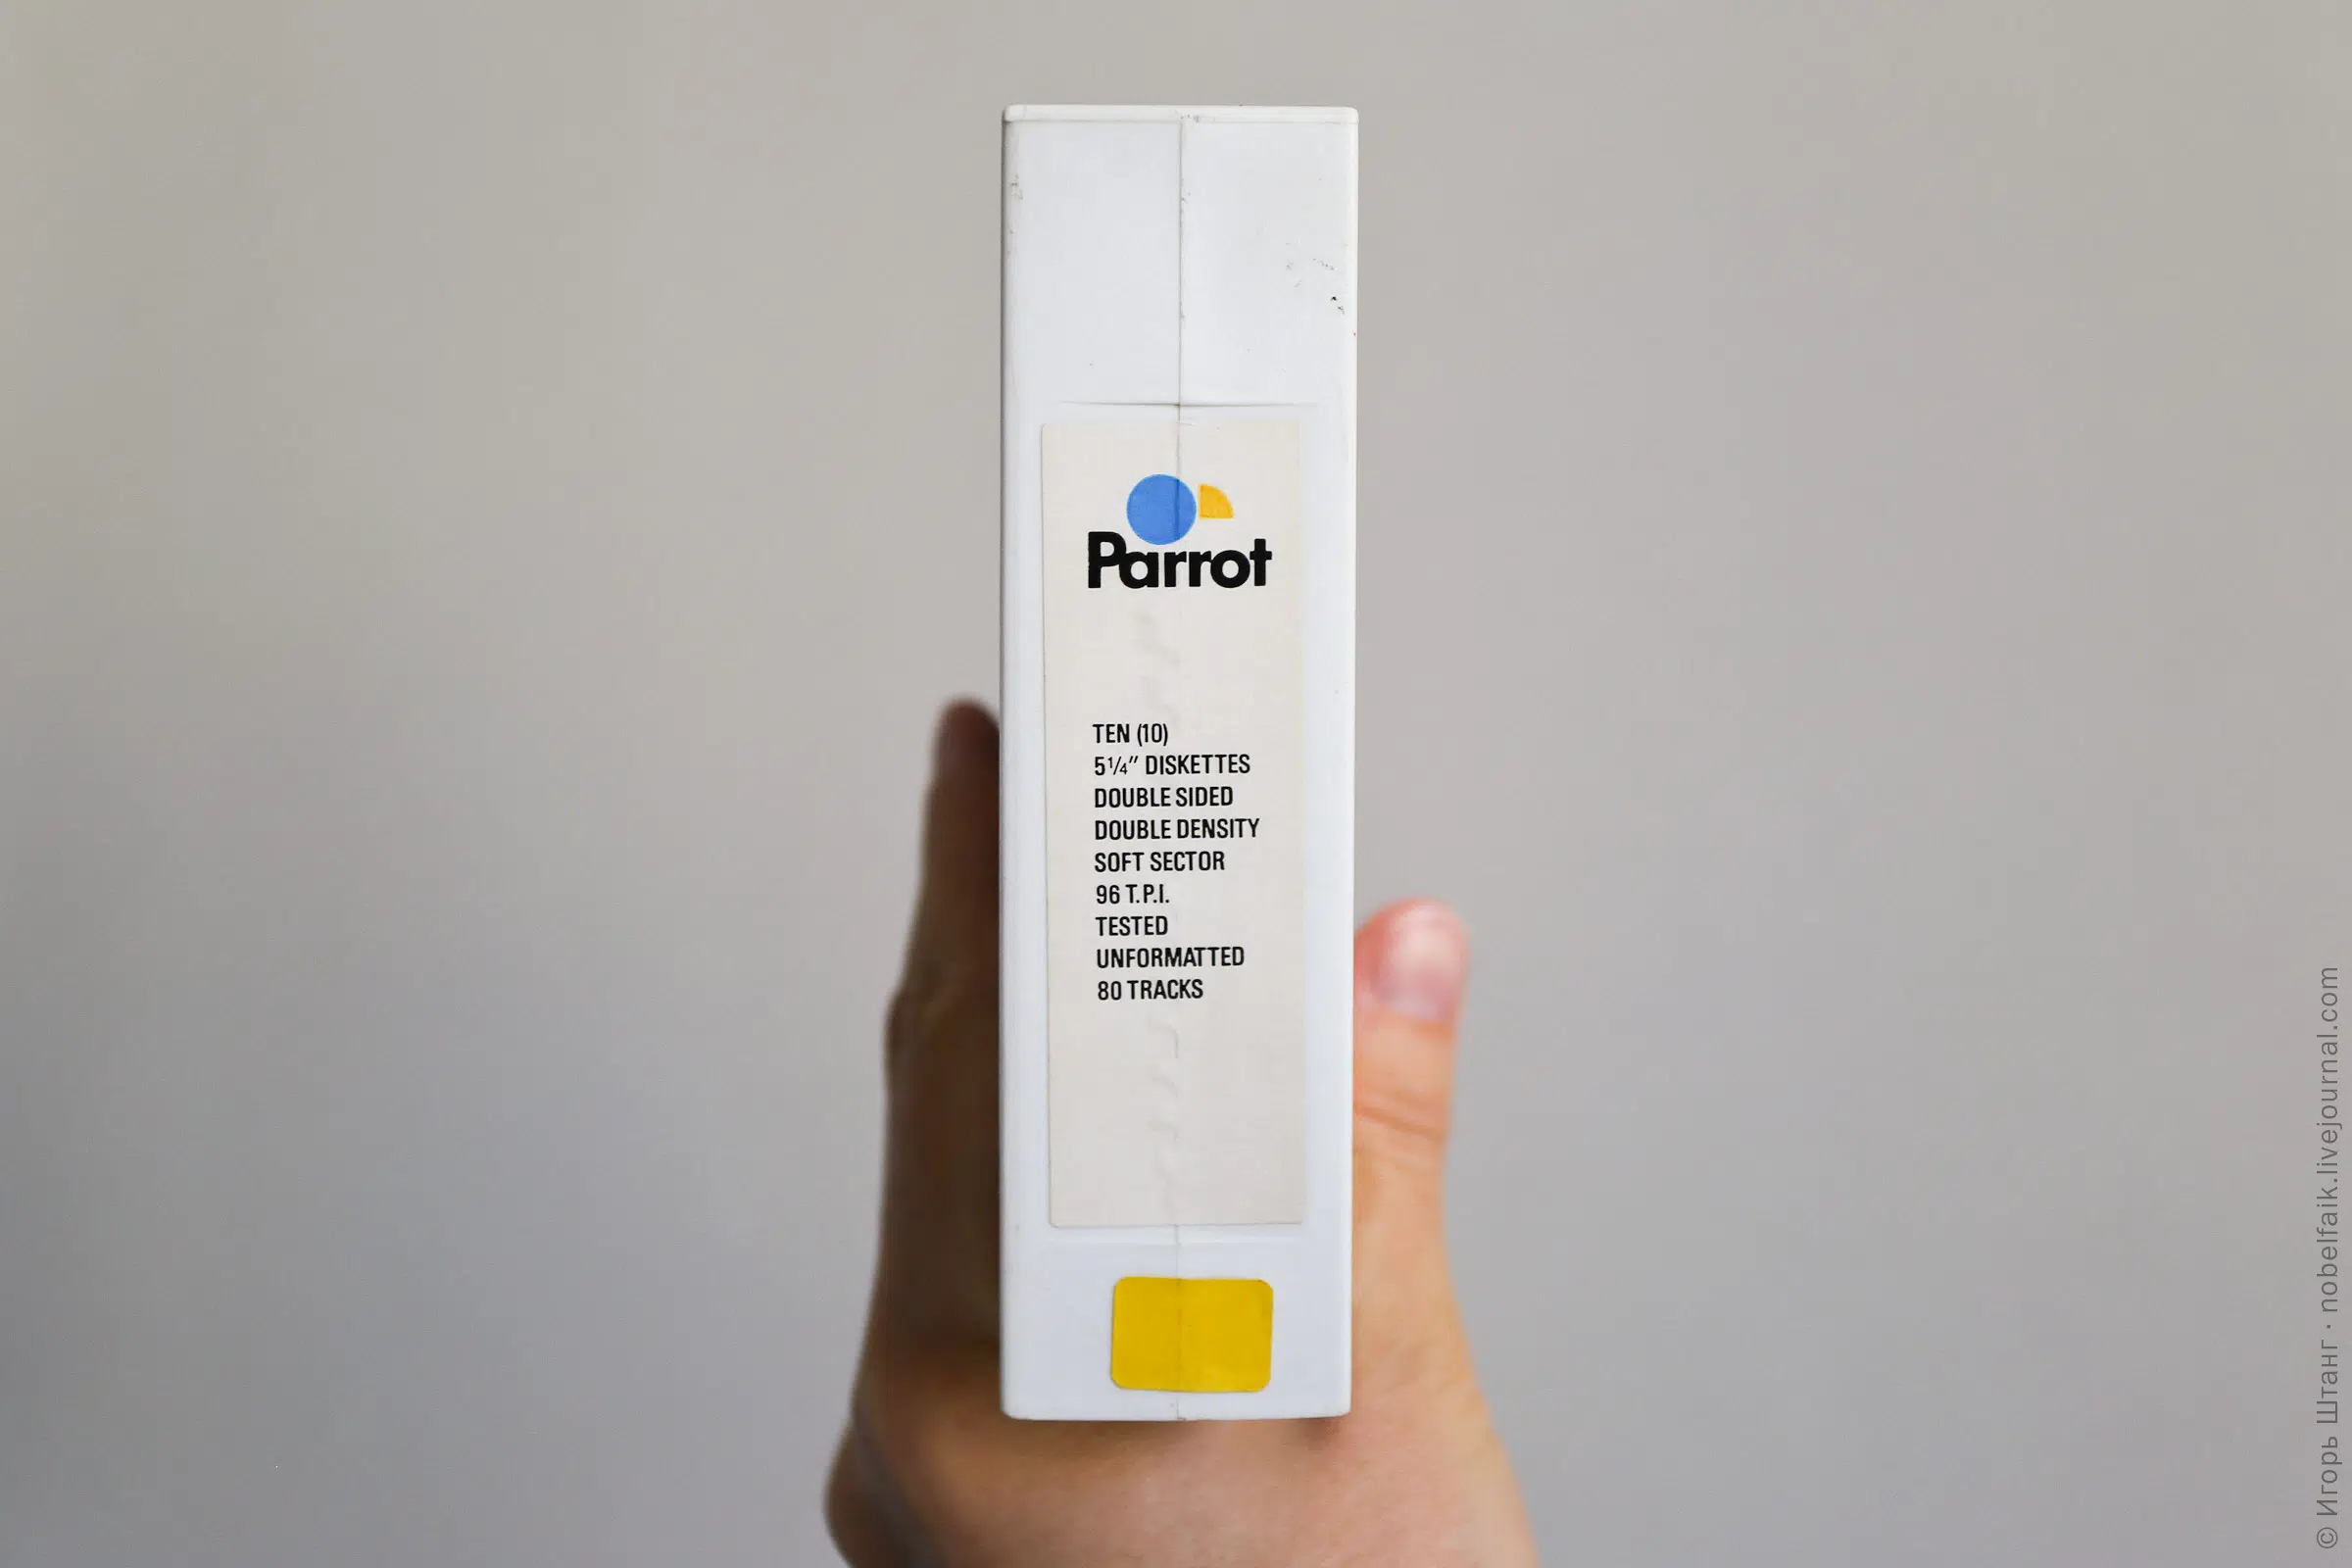 Parrot
TEN (10)
5¼" DISKETTES
DOUBLE SIDED
DOUBLE DENSITY
SOFT SECTOR
96 T.P.I.
TESTED
UNFORMATTED
80 TRACKS
© Игорь Штанг · nobelfaik.livejournal.com